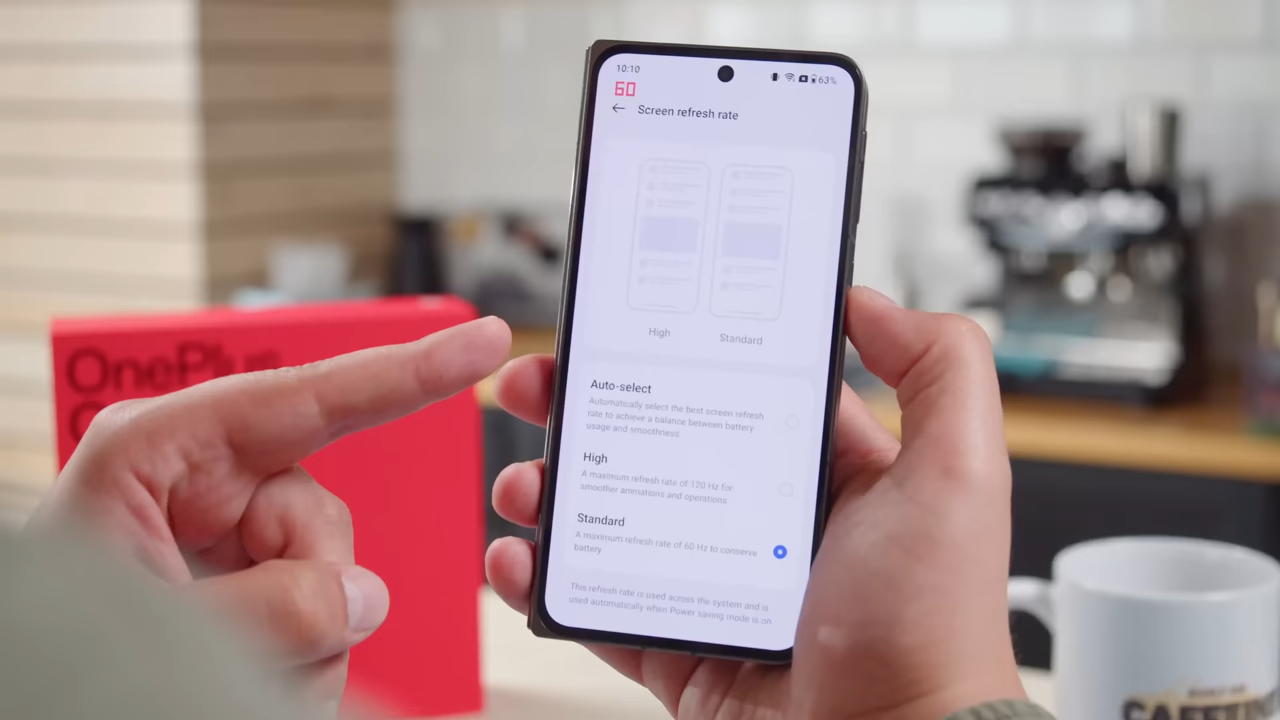 10:10
63%
60
Screen refresh rate
High
Standard
Auto-select
Automatically select the best screen refresh
rate to achieve a balance between battery
usage and smoothness
High
A maximum refresh rate of 120 Hz for
smoother animations and operations
Standard
A maximum refresh rate of 60 Hz to conserve
battery
This refresh rate is used across the system and is
used automatically when Power saving mode is on
OnePlus